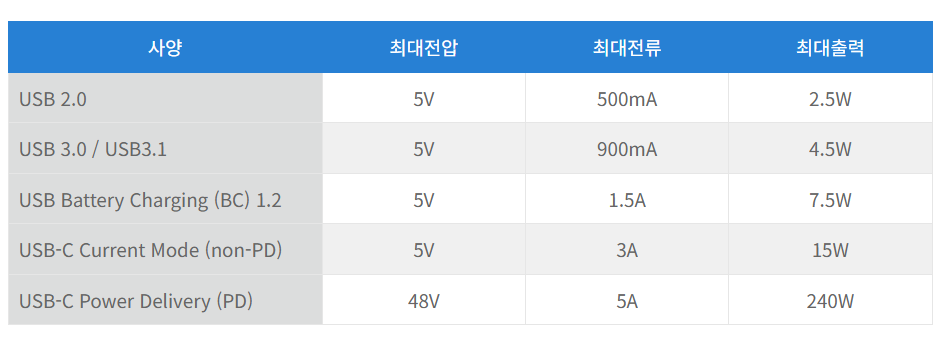 사양 최대전압 최대전류 최대출력
USB 2.0 5V 500mA 2.5W
USB 3.0 / USB3.1 5V 900mA 4.5W
USB Battery Charging (BC) 1.2 5V 1.5A 7.5W
USB-C Current Mode (non-PD) 5V 3A 15W
USB-C Power Delivery (PD) 48V 5A 240W